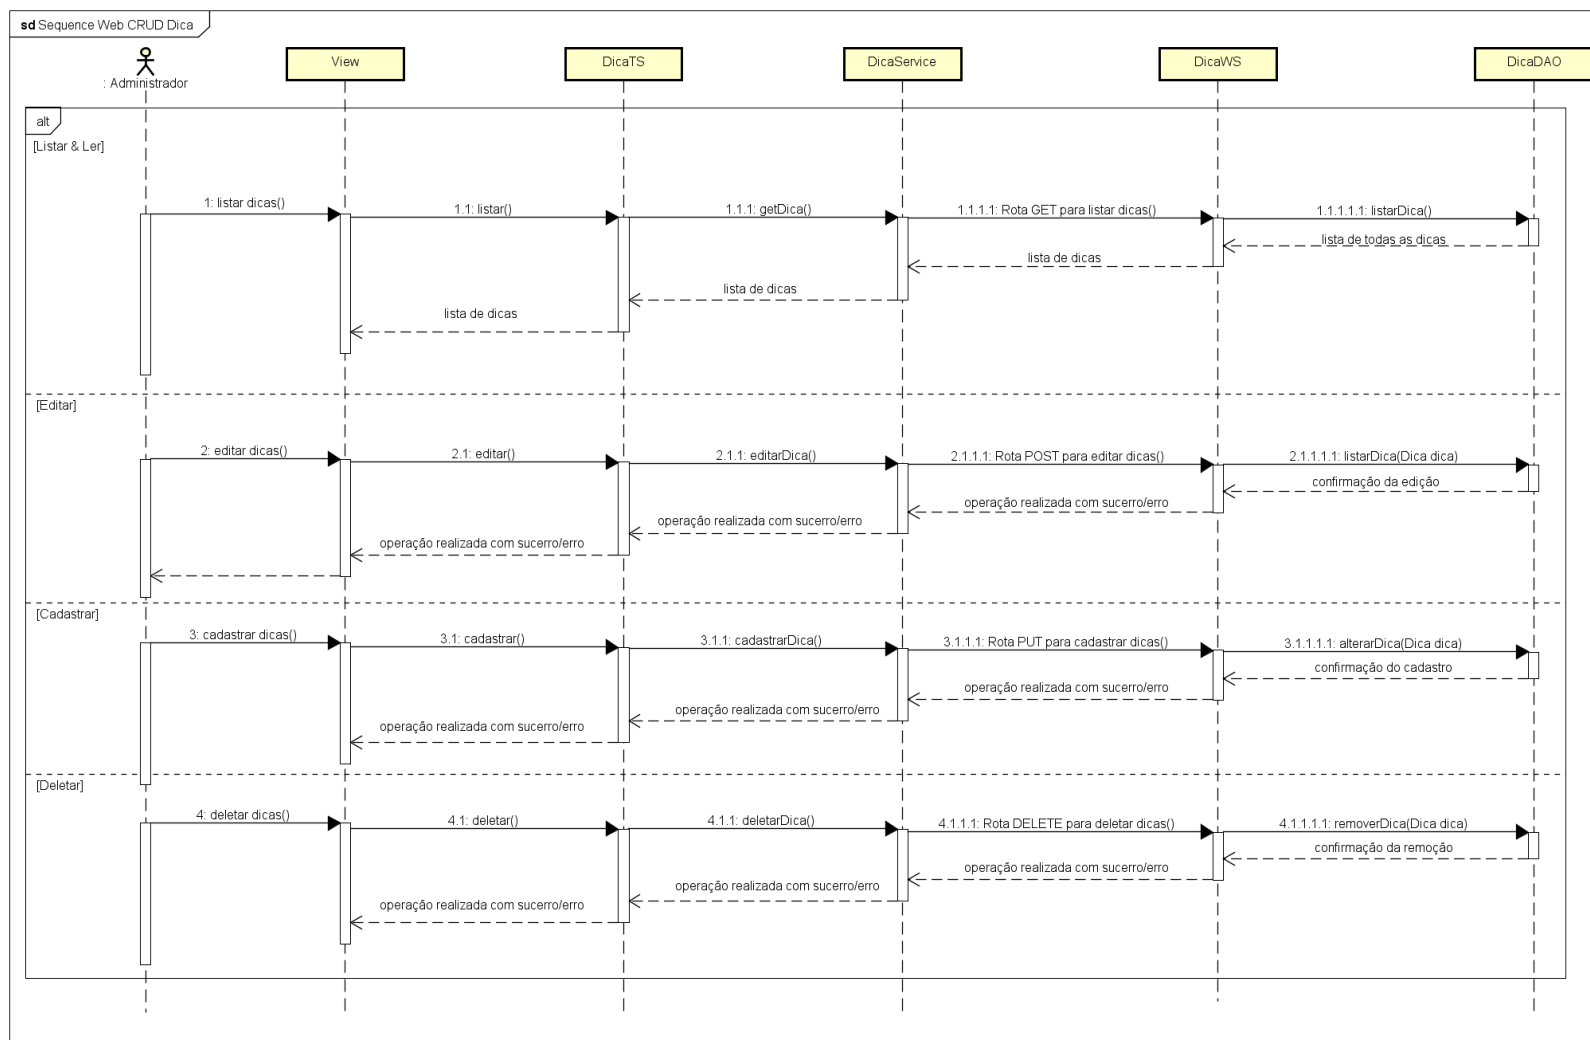 sd Sequence Web CRUD Dica
: Administrador
View
DicaTS
DicaService
DicaWS
DicaDAO
alt
[Listar & Ler]
1: listar dicas()
1.1: listar()
1.1.1: getDica()
1.1.1.1: Rota GET para listar dicas()
1.1.1.1.1: listarDica()
lista de todas as dicas
lista de dicas
lista de dicas
lista de dicas
[Editar]
2: editar dicas()
2.1: editar()
2.1.1: editarDica()
2.1.1.1: Rota POST para editar dicas()
2.1.1.1.1: listarDica(Dica dica)
confirmação da edição
operação realizada com sucerro/erro
operação realizada com sucerro/erro
operação realizada com sucerro/erro
[Cadastrar]
3: cadastrar dicas()
3.1: cadastrar()
3.1.1: cadastrarDica()
3.1.1.1: Rota PUT para cadastrar dicas()
3.1.1.1.1: alterarDica(Dica dica)
confirmação do cadastro
operação realizada com sucerro/erro
operação realizada com sucerro/erro
operação realizada com sucerro/erro
[Deletar]
4: deletar dicas()
4.1: deletar()
4.1.1: deletarDica()
4.1.1.1: Rota DELETE para deletar dicas()
4.1.1.1.1: removerDica(Dica dica)
confirmação da remoção
operação realizada com sucerro/erro
operação realizada com sucerro/erro
operação realizada com sucerro/erro